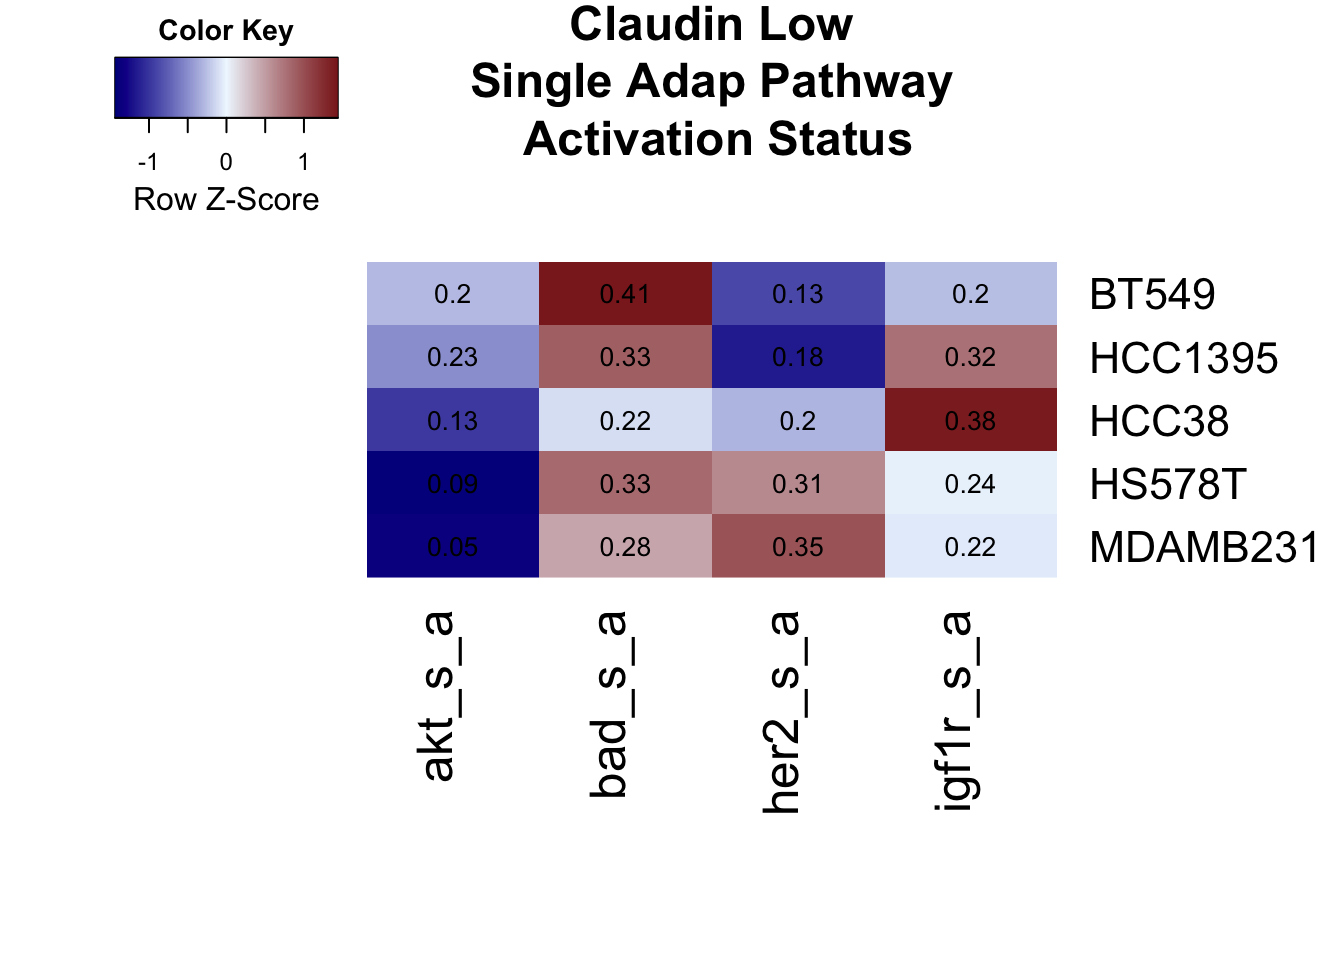 Color Key
-1 0 1
Row Z-Score
Claudin Low
Single Adap Pathway
Activation Status
0.2 0.41 0.13 0.2 BT549
0.23 0.33 0.18 0.32 HCC1395
0.13 0.22 0.2 0.38 HCC38
0.09 0.33 0.31 0.24 HS578T
0.05 0.28 0.35 0.22 MDAMB231
akt_s_a
bad_s_a
her2_s_a
igf1r_s_a